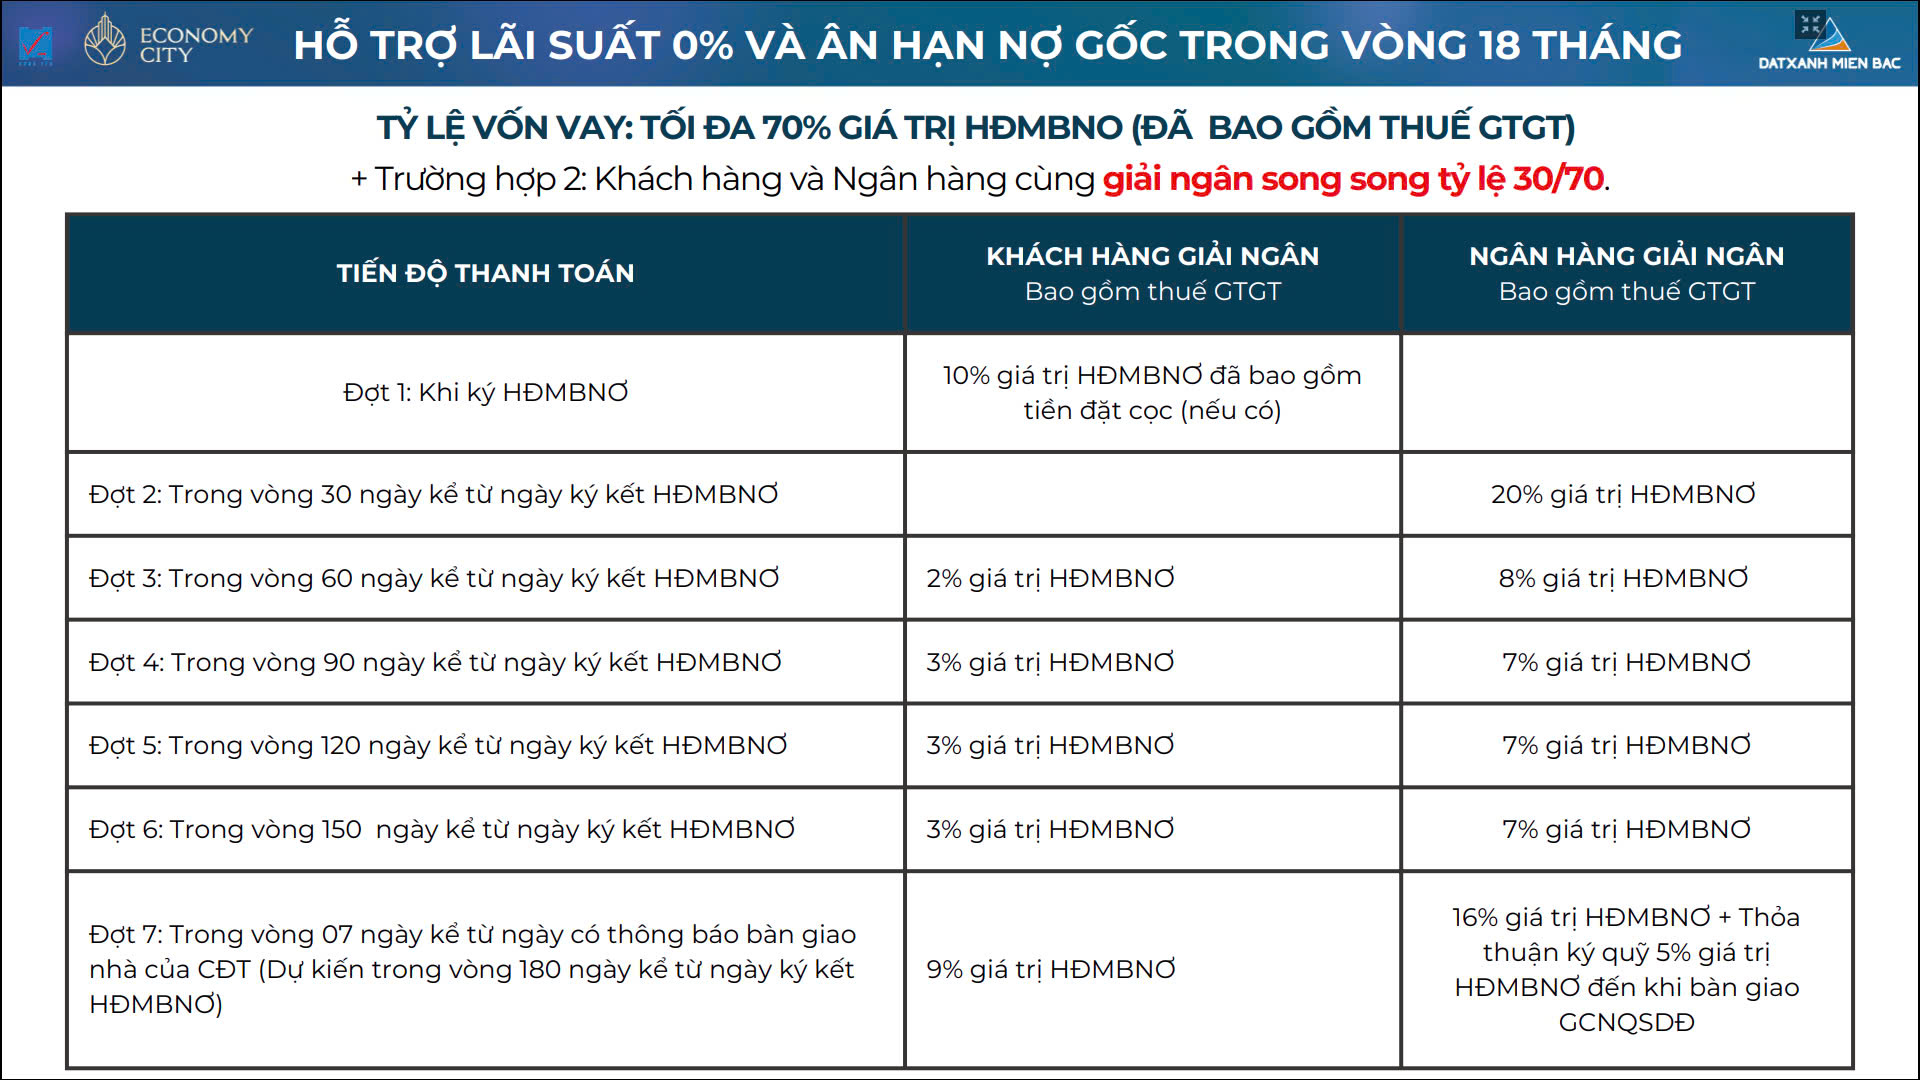 ECONOMY
CITY
HỖ TRỢ LÃI SUẤT 0% VÀ ÂN HẠN NỢ GỐC TRONG VÒNG 18 THÁNG
DATXANH MIEN BAC
TỶ LỆ VỐN VAY: TỐI ĐA 70% GIÁ TRỊ HĐMBNO (ĐÃ BAO GỒM THUẾ GTGT)
+ Trường hợp 2: Khách hàng và Ngân hàng cùng giải ngân song song tỷ lệ 30/70.
TIẾN ĐỘ THANH TOÁN
KHÁCH HÀNG GIẢI NGÂN
Bao gồm thuế GTGT
NGÂN HÀNG GIẢI NGÂN
Bao gồm thuế GTGT
Đợt 1: Khi ký HĐMBNƠ
10% giá trị HĐMBNƠ đã bao gồm
tiền đặt cọc (nếu có)
Đợt 2: Trong vòng 30 ngày kể từ ngày ký kết HĐMBNƠ
20% giá trị HĐMBNƠ
Đợt 3: Trong vòng 60 ngày kể từ ngày ký kết HĐMBNƠ
2% giá trị HĐMBNƠ
8% giá trị HĐMBNƠ
Đợt 4: Trong vòng 90 ngày kể từ ngày ký kết HĐMBNƠ
3% giá trị HĐMBNƠ
7% giá trị HĐMBNƠ
Đợt 5: Trong vòng 120 ngày kể từ ngày ký kết HĐMBNƠ
3% giá trị HĐMBNƠ
7% giá trị HĐMBNƠ
Đợt 6: Trong vòng 150 ngày kể từ ngày ký kết HĐMBNƠ
3% giá trị HĐMBNƠ
7% giá trị HĐMBNƠ
Đợt 7: Trong vòng 07 ngày kể từ ngày có thông báo bàn giao
nhà của CĐT (Dự kiến trong vòng 180 ngày kể từ ngày ký kết
HĐMBNƠ)
9% giá trị HĐMBNƠ
16% giá trị HĐMBNƠ + Thỏa
thuận ký quỹ 5% giá trị
HĐMBNƠ đến khi bàn giao
GCNQSDĐ